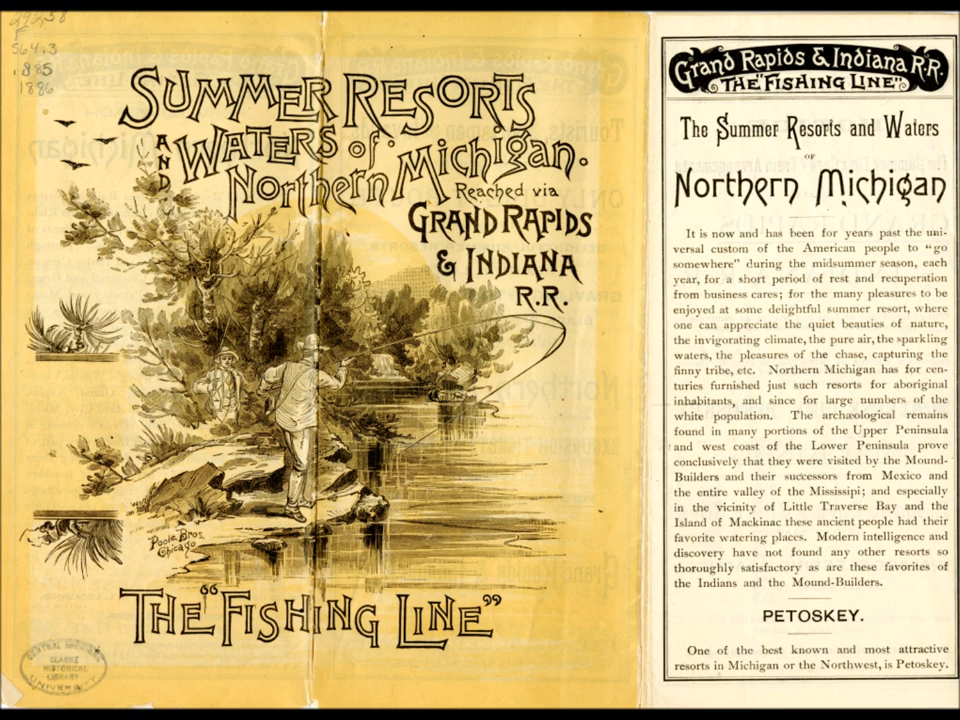 29258
F
564.3
.885
1886
SUMMER RESORTS
AND
WATERS of
Northern Michigan.
Reached via
GRAND RAPIDS
& INDIANA
R.R.
Poole Bros.
Chicago
THE "FISHING LINE"
CENTRAL MICHIGAN
CLARKE
HISTORICAL
LIBRARY
UNIVERSITY
Grand Rapids & Indiana R.R.
THE "FISHING LINE"
The Summer Resorts and Waters
OF
Northern Michigan
It is now and has been for years past the uni-
versal custom of the American people to "go
somewhere" during the midsummer season, each
year, for a short period of rest and recuperation
from business cares; for the many pleasures to be
enjoyed at some delightful summer resort, where
one can appreciate the quiet beauties of nature,
the invigorating climate, the pure air, the sparkling
waters, the pleasures of the chase, capturing the
finny tribe, etc. Northern Michigan has for cen-
turies furnished just such resorts for aboriginal
inhabitants, and since for large numbers of the
white population. The archæological remains
found in many portions of the Upper Peninsula
and west coast of the Lower Peninsula prove
conclusively that they were visited by the Mound-
Builders and their successors from Mexico and
the entire valley of the Mississipi; and especially
in the vicinity of Little Traverse Bay and the
Island of Mackinac these ancient people had their
favorite watering places. Modern intelligence and
discovery have not found any other resorts so
thoroughly satisfactory as are these favorites of
the Indians and the Mound-Builders.
PETOSKEY.
One of the best known and most attractive
resorts in Michigan or the Northwest, is Petoskey.